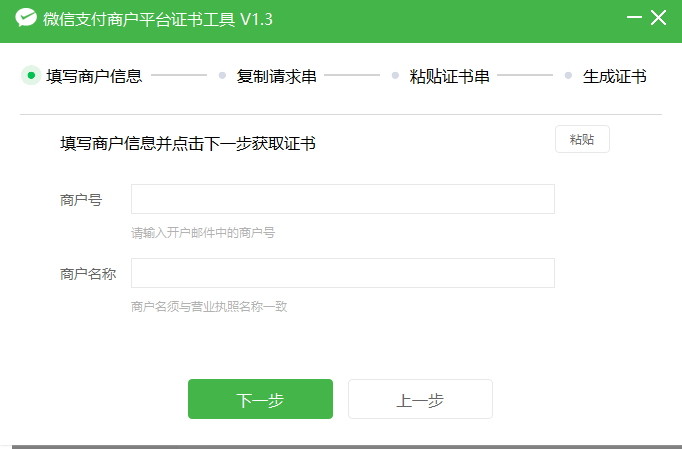 微信支付商户平台证书工具 V1.3
填写商户信息 复制请求串 粘贴证书串 生成证书
填写商户信息并点击下一步获取证书 粘贴
商户号
请输入开户邮件中的商户号
商户名称
商户名须与营业执照名称一致
下一步 上一步